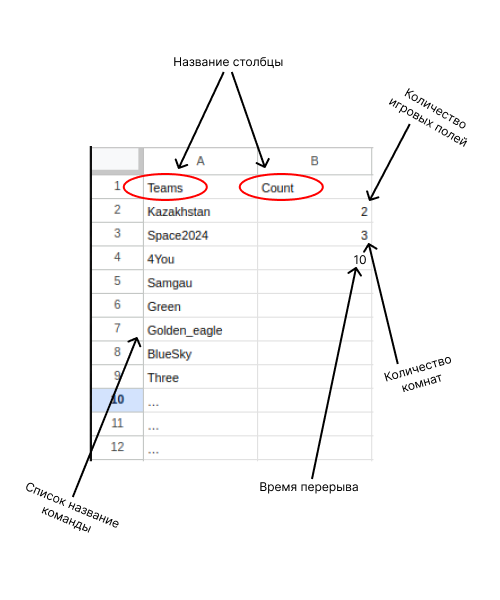 Название столбцы
Количество
игровых полей
A B
1 Teams Count
2 Kazakhstan 2
3 Space2024 3
4 4You 10
5 Samgau
6 Green
7 Golden_eagle
8 BlueSky
9 Three
10 ...
11 ...
12 ...
Количество
комнат
Список название
команды
Время перерыва